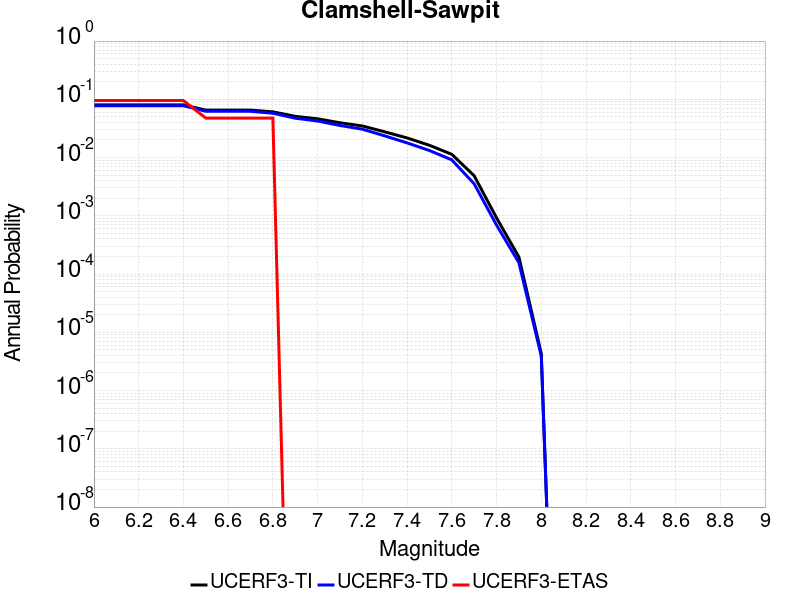 Clamshell-Sawpit
10^0
10^-1
10^-2
10^-3
10^-4
10^-5
10^-6
10^-7
10^-8
Annual Probability
6 6.2 6.4 6.6 6.8 7 7.2 7.4 7.6 7.8 8 8.2 8.4 8.6 8.8 9
Magnitude
UCERF3-TI UCERF3-TD UCERF3-ETAS